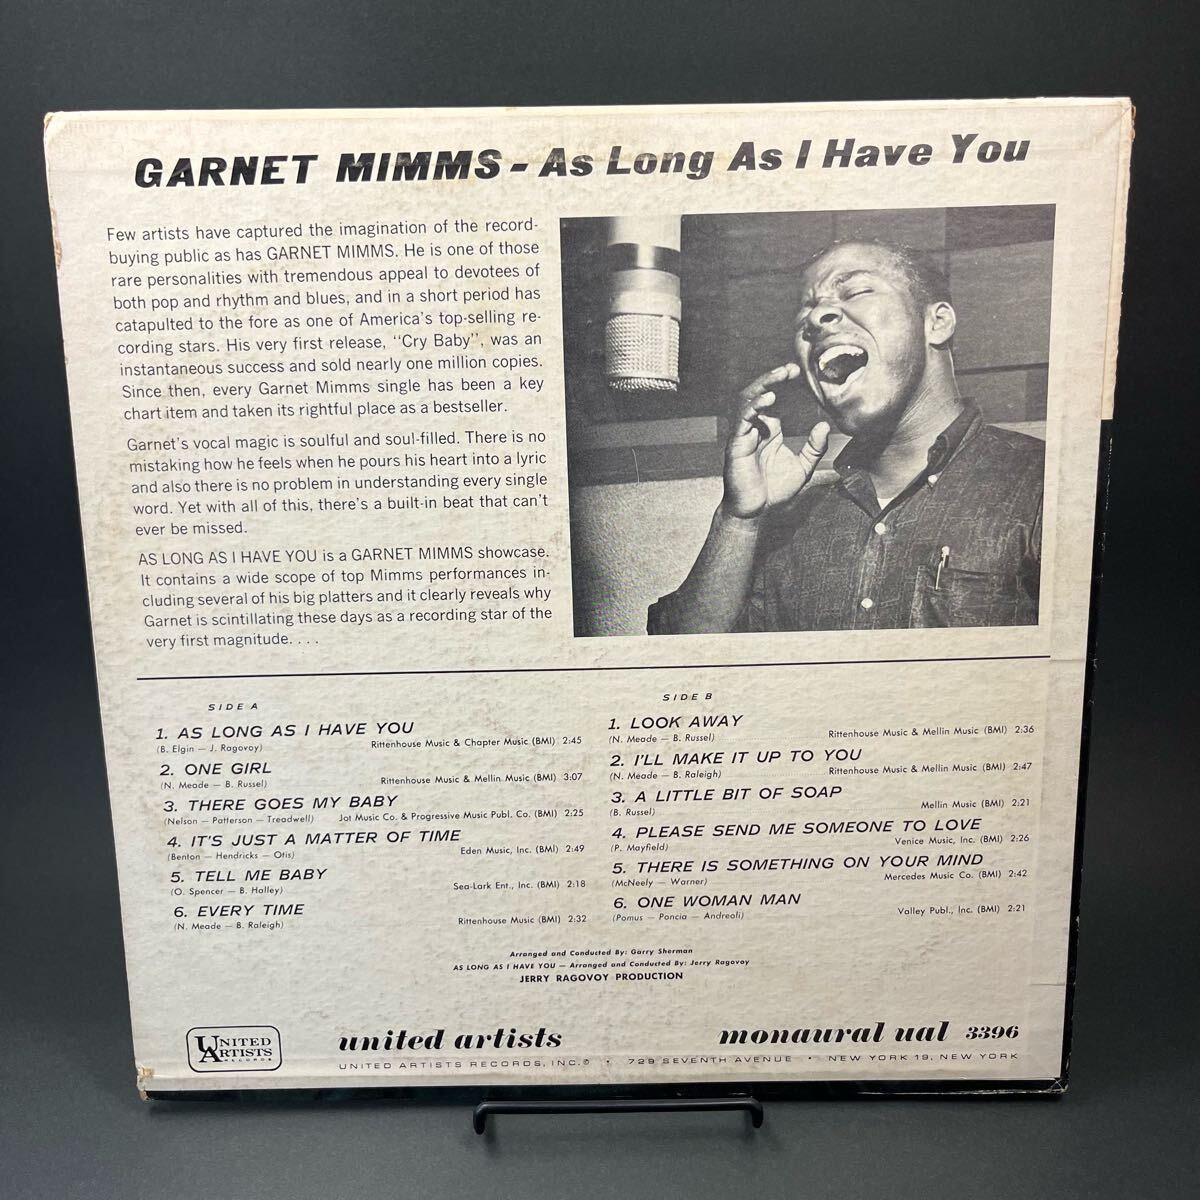 GARNET MIMMS - As Long As I Have You
Few artists have captured the imagination of the record-
buying public as has GARNET MIMMS. He is one of those
rare personalities with tremendous appeal to devotees of
both pop and rhythm and blues, and in a short period has
catapulted to the fore as one of America's top-selling re-
cording stars. His very first release, "Cry Baby", was an
instantaneous success and sold nearly one million copies.
Since then, every Garnet Mimms single has been a key
chart item and taken its rightful place as a bestseller.
Garnet's vocal magic is soulful and soul-filled. There is no
mistaking how he feels when he pours his heart into a lyric
and also there is no problem in understanding every single
word. Yet with all of this, there's a built-in beat that can't
ever be missed.
AS LONG AS I HAVE YOU is a GARNET MIMMS showcase.
It contains a wide scope of top Mimms performances in-
cluding several of his big platters and it clearly reveals why
Garnet is scintillating these days as a recording star of the
very first magnitude. . . .
SIDE A
1. AS LONG AS I HAVE YOU
(B. Elgin — J. Ragovoy) Rittenhouse Music & Chapter Music (BMI) 2:45
2. ONE GIRL
(N. Meade — B. Russel) Rittenhouse Music & Mellin Music (BMI) 3:07
3. THERE GOES MY BABY
(Nelson — Patterson — Treadwell) Jot Music Co. & Progressive Music Publ. Co. (BMI) 2:25
4. IT'S JUST A MATTER OF TIME
(Benton — Hendricks — Otis) Eden Music, Inc. (BMI) 2:49
5. TELL ME BABY
(O. Spencer — B. Halley) Sea-Lark Ent., Inc. (BMI) 2:18
6. EVERY TIME
(N. Meade — B. Raleigh) Rittenhouse Music (BMI) 2:32
SIDE B
1. LOOK AWAY
(N. Meade — B. Russel) Rittenhouse Music & Mellin Music (BMI) 2:36
2. I'LL MAKE IT UP TO YOU
(N. Meade — B. Raleigh) Rittenhouse Music & Mellin Music (BMI) 2:47
3. A LITTLE BIT OF SOAP
(B. Russel) Mellin Music (BMI) 2:21
4. PLEASE SEND ME SOMEONE TO LOVE
(P. Mayfield) Venice Music, Inc. (BMI) 2:26
5. THERE IS SOMETHING ON YOUR MIND
(McNeely — Warner) Mercedes Music Co. (BMI) 2:42
6. ONE WOMAN MAN
(Pomus — Poncia — Andreoli) Valley Publ., Inc. (BMI) 2:21
Arranged and Conducted By: Garry Sherman
AS LONG AS I HAVE YOU — Arranged and Conducted By: Jerry Ragovoy
JERRY RAGOVOY PRODUCTION
UNITED
ARTISTS
RECORDS
united artists monaural ual 3396
UNITED ARTISTS RECORDS, INC.© • 729 SEVENTH AVENUE • NEW YORK 19, NEW YORK